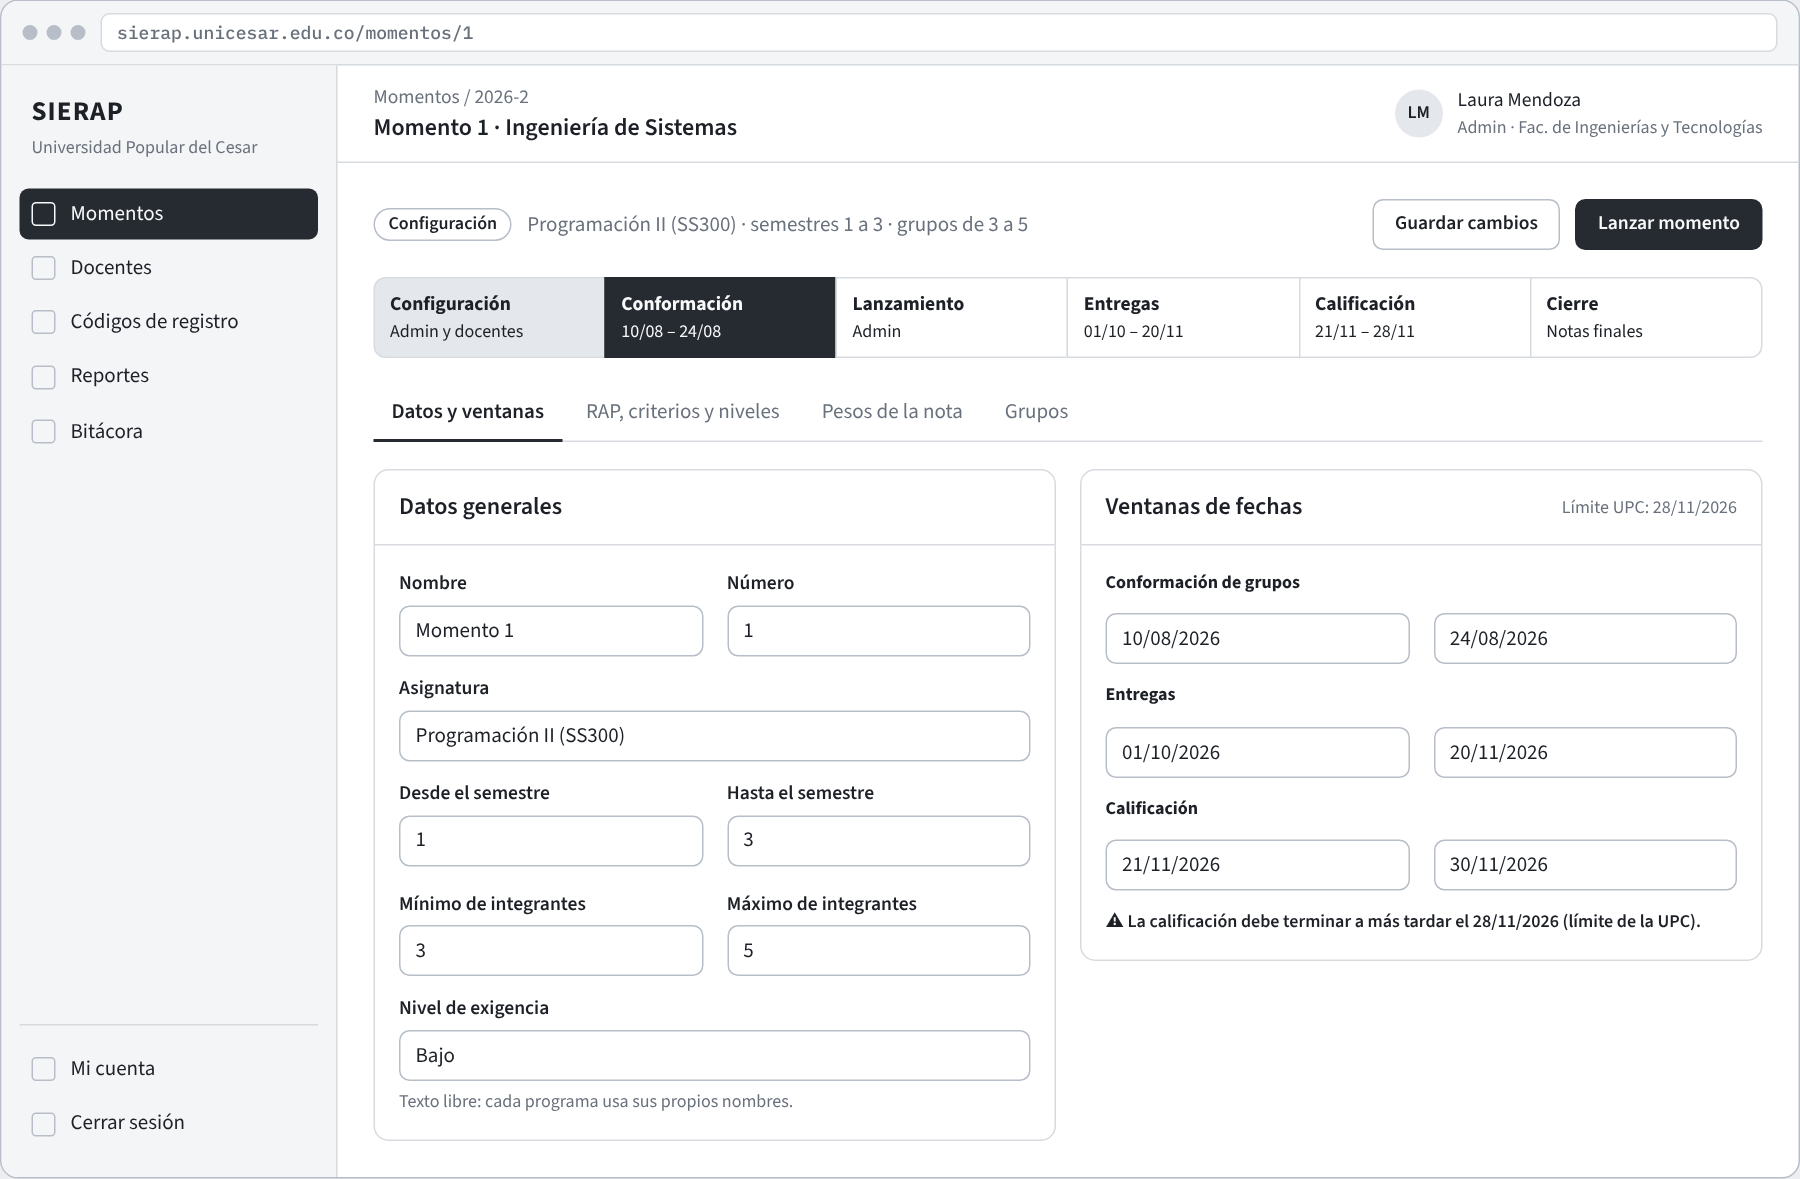 sierap.unicesar.edu.co/momentos/1
SIERAP
Universidad Popular del Cesar
Momentos
Docentes
Códigos de registro
Reportes
Bitácora
Mi cuenta
Cerrar sesión
Momentos / 2026-2
Momento 1 · Ingeniería de Sistemas
LM
Laura Mendoza
Admin · Fac. de Ingenierías y Tecnologías
Configuración
Programación II (SS300) · semestres 1 a 3 · grupos de 3 a 5
Guardar cambios
Lanzar momento
Configuración
Admin y docentes
Conformación
10/08 – 24/08
Lanzamiento
Admin
Entregas
01/10 – 20/11
Calificación
21/11 – 28/11
Cierre
Notas finales
Datos y ventanas
RAP, criterios y niveles
Pesos de la nota
Grupos
Datos generales
Nombre
Momento 1
Número
1
Asignatura
Programación II (SS300)
Desde el semestre
1
Hasta el semestre
3
Mínimo de integrantes
3
Máximo de integrantes
5
Nivel de exigencia
Bajo
Texto libre: cada programa usa sus propios nombres.
Ventanas de fechas
Límite UPC: 28/11/2026
Conformación de grupos
10/08/2026
24/08/2026
Entregas
01/10/2026
20/11/2026
Calificación
21/11/2026
30/11/2026
⚠ La calificación debe terminar a más tardar el 28/11/2026 (límite de la UPC).